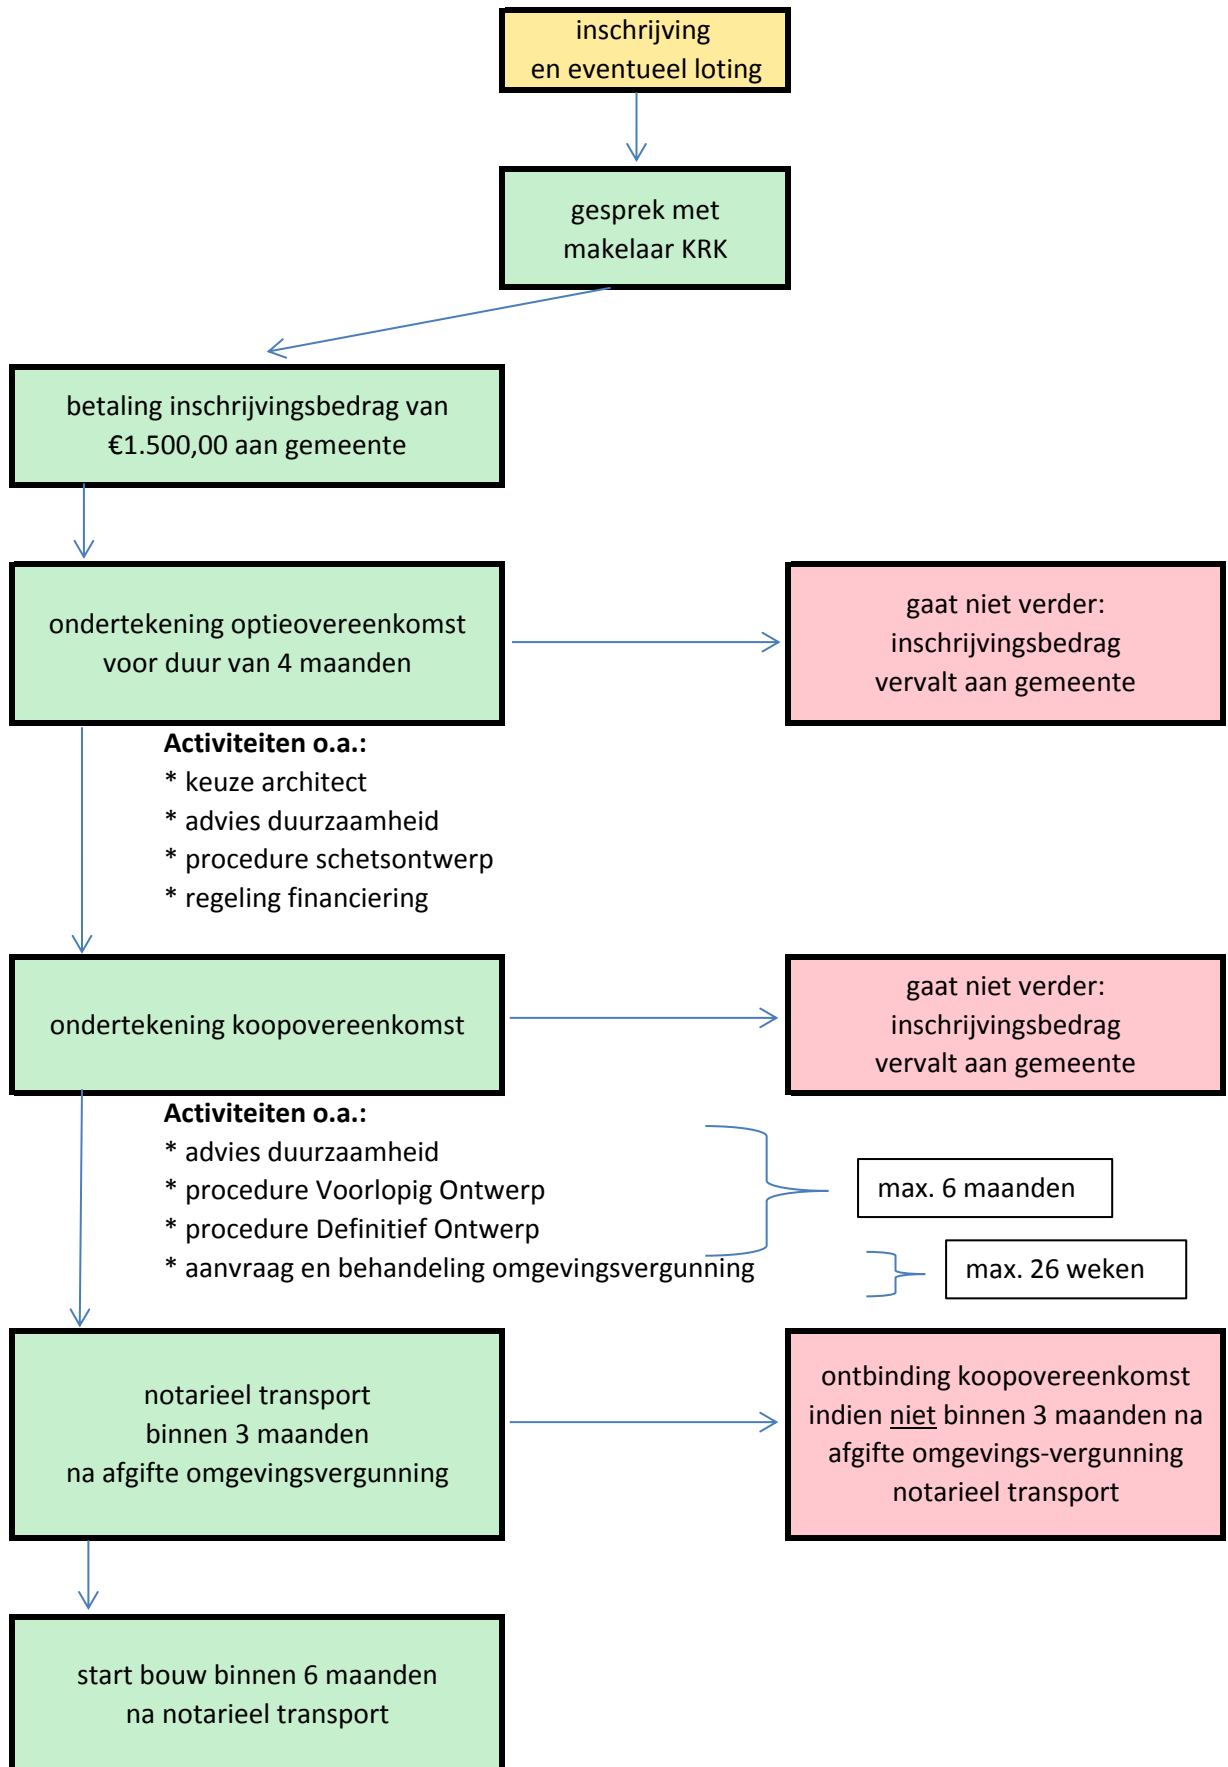 inschrijving
en eventueel loting
gesprek met
makelaar KRK
betaling inschrijvingsbedrag van
€1.500,00 aan gemeente
ondertekening optieovereenkomst
voor duur van 4 maanden
gaat niet verder:
inschrijvingsbedrag
vervalt aan gemeente
Activiteiten o.a.:
* keuze architect
* advies duurzaamheid
* procedure schetsontwerp
* regeling financiering
ondertekening koopovereenkomst
gaat niet verder:
inschrijvingsbedrag
vervalt aan gemeente
Activiteiten o.a.:
* advies duurzaamheid
* procedure Voorlopig Ontwerp
* procedure Definitief Ontwerp
* aanvraag en behandeling omgevingsvergunning
max. 6 maanden
max. 26 weken
notarieel transport
binnen 3 maanden
na afgifte omgevingsvergunning
ontbinding koopovereenkomst
indien niet binnen 3 maanden na
afgifte omgevings-vergunning
notarieel transport
start bouw binnen 6 maanden
na notarieel transport